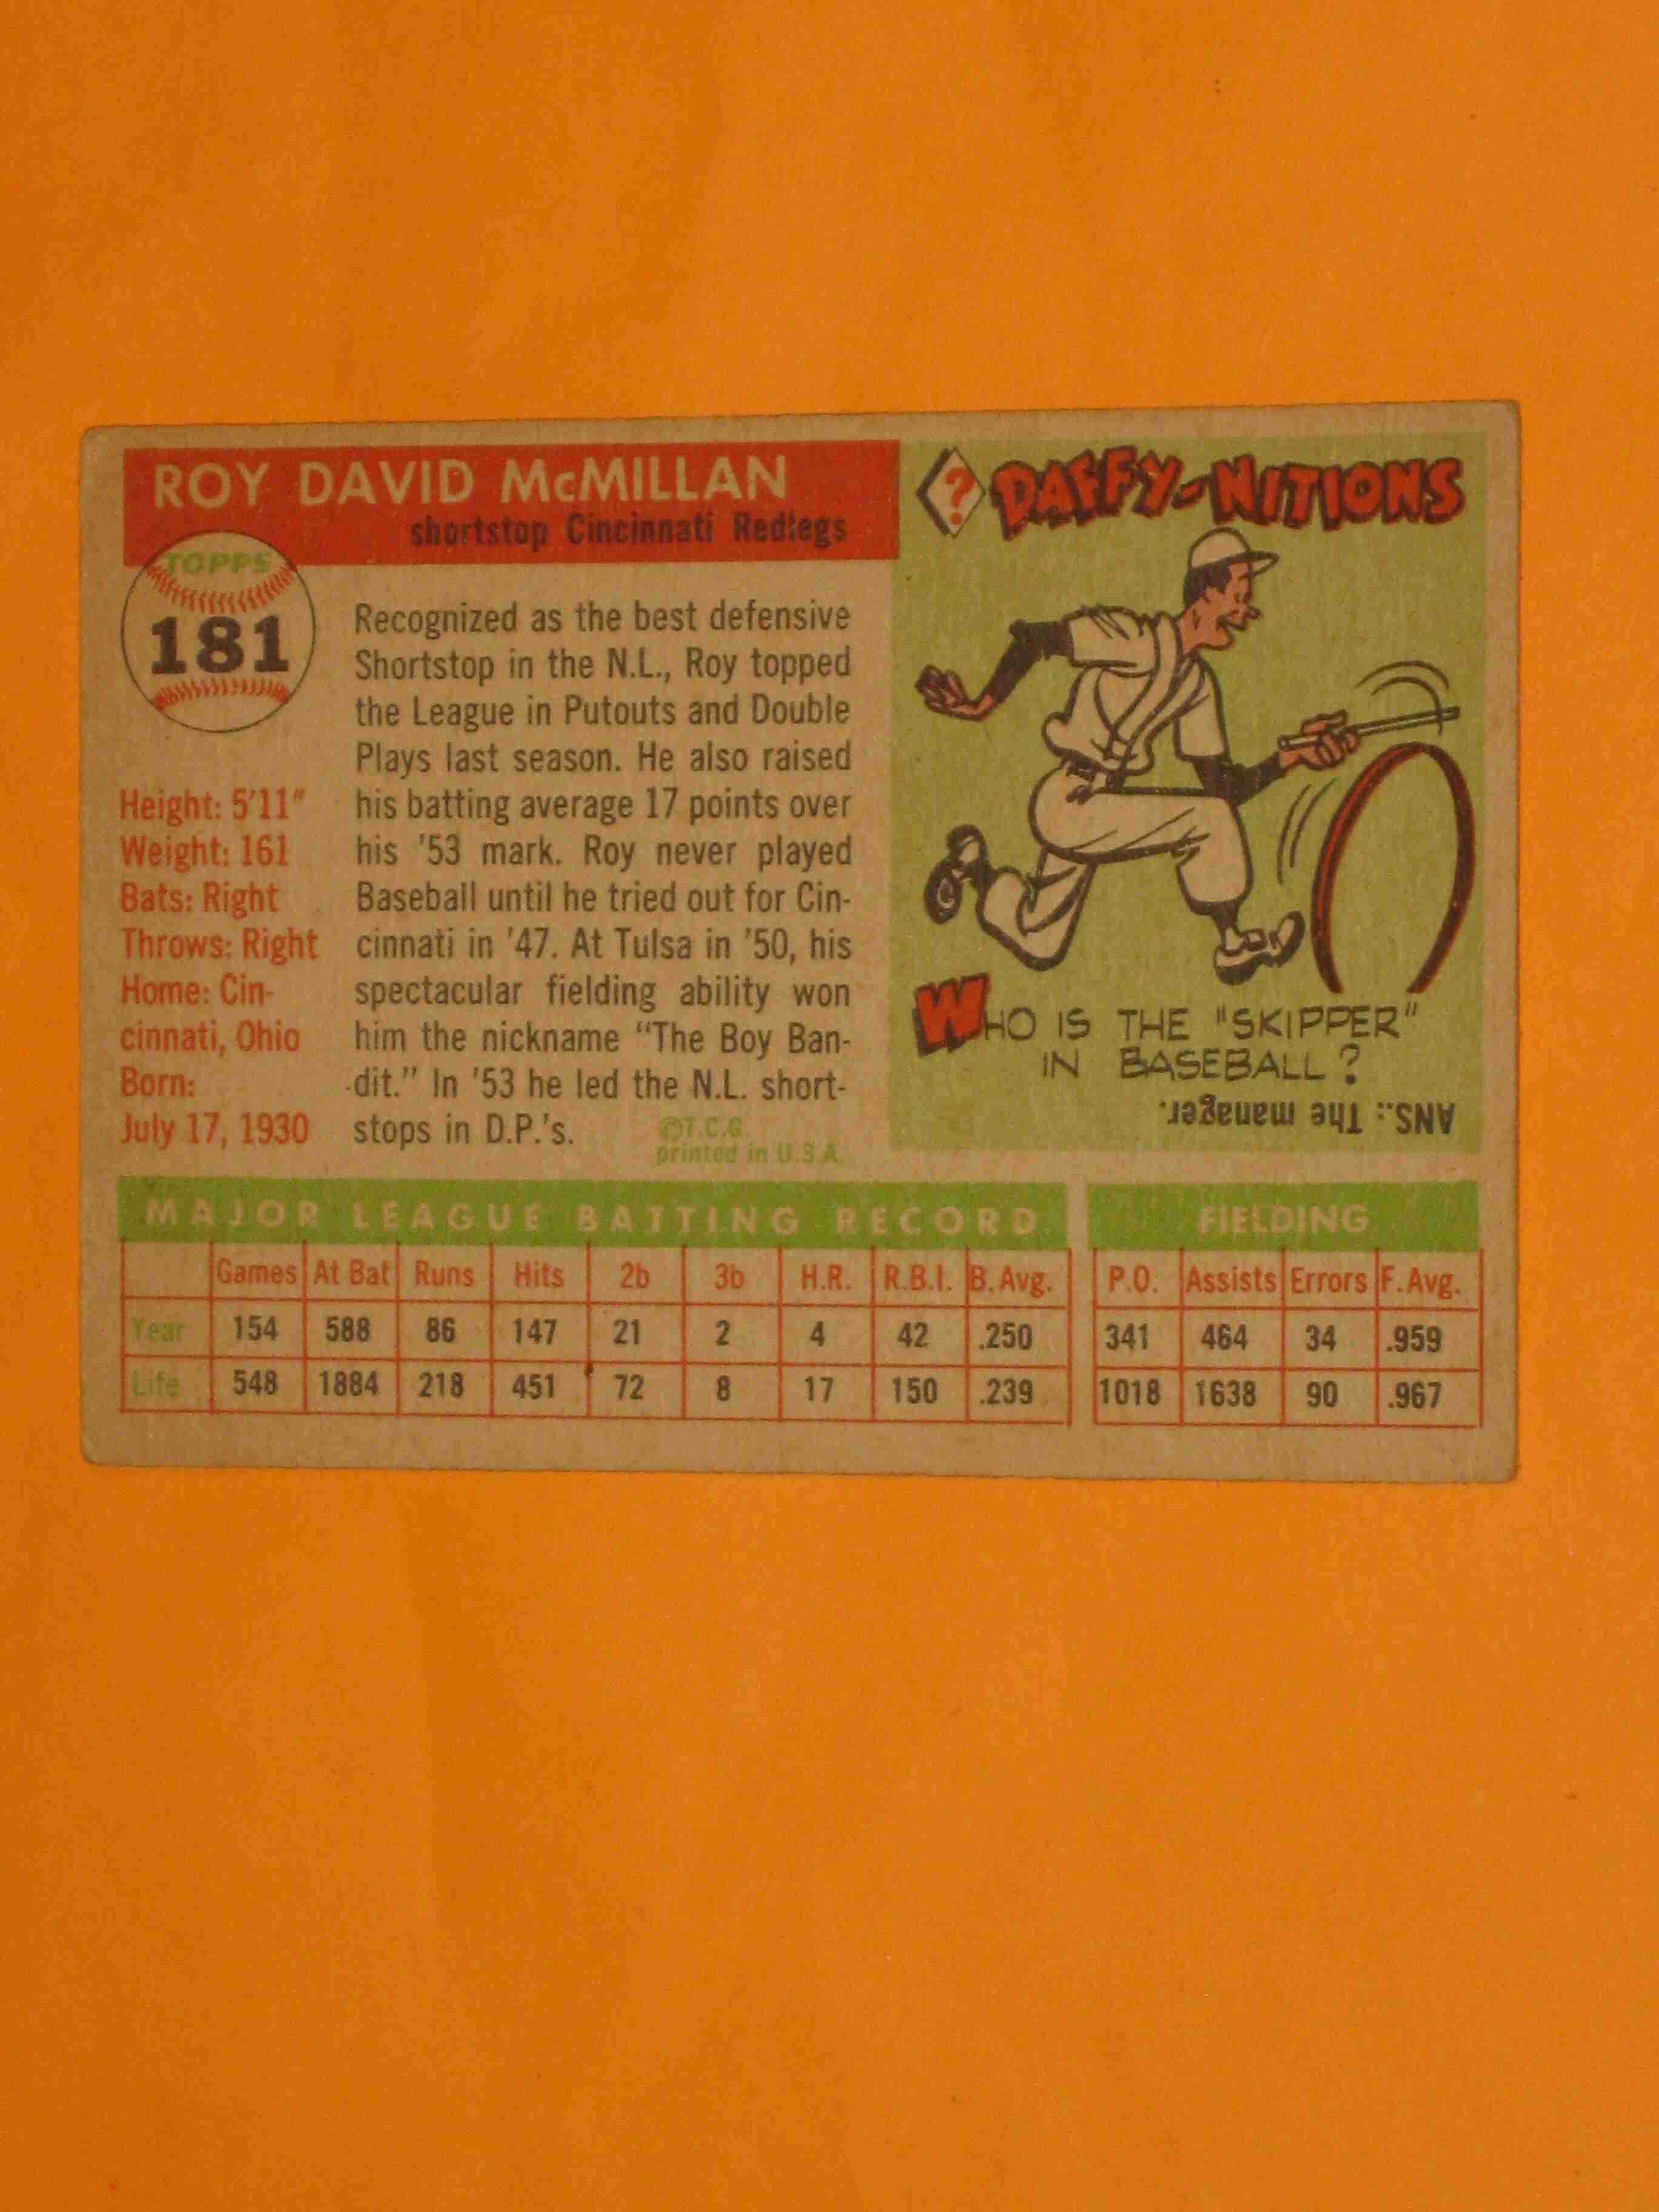 ROY DAVID McMILLAN
shortstop Cincinnati Redlegs
TOPPS
181
Height: 5'11"
Weight: 161
Bats: Right
Throws: Right
Home: Cin-
cinnati, Ohio
Born:
July 17, 1930
Recognized as the best defensive
Shortstop in the N.L., Roy topped
the League in Putouts and Double
Plays last season. He also raised
his batting average 17 points over
his '53 mark. Roy never played
Baseball until he tried out for Cin-
cinnati in '47. At Tulsa in '50, his
spectacular fielding ability won
him the nickname "The Boy Ban-
dit." In '53 he led the N.L. short-
stops in D.P.'s.
©T.C.G.
printed in U.S.A.
? DAFFY-NITIONS
WHO IS THE "SKIPPER"
IN BASEBALL?
ANS.: The manager.
MAJOR LEAGUE BATTING RECORD
Games At Bat Runs Hits 2b 3b H.R. R.B.I. B. Avg.
Year 154 588 86 147 21 2 4 42 .250
Life 548 1884 218 451 72 8 17 150 .239
FIELDING
P.O. Assists Errors F. Avg.
341 464 34 .959
1018 1638 90 .967